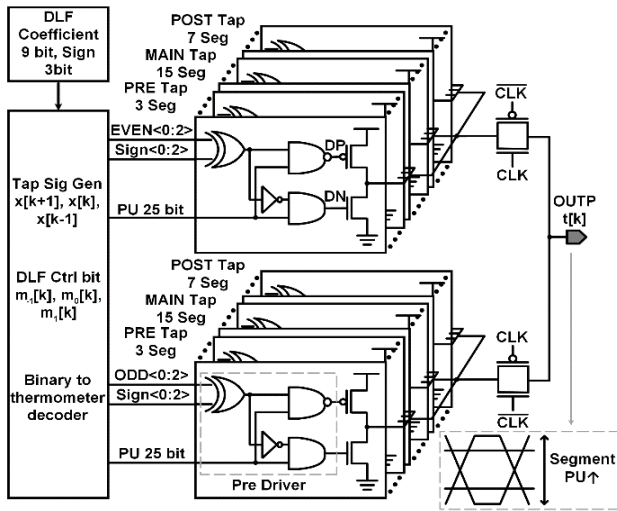 DLF
Coefficient
9 bit, Sign
3bit
Tap Sig Gen
x[k+1], x[k],
x[k-1]
DLF Ctrl bit
m₋₁[k], m₀[k],
m₁[k]
Binary to
thermometer
decoder
POST Tap
7 Seg
MAIN Tap
15 Seg
PRE Tap
3 Seg
EVEN<0:2>
Sign<0:2>
PU 25 bit
DP
DN
CLK
CLK
OUTP
t[k]
POST Tap
7 Seg
MAIN Tap
15 Seg
PRE Tap
3 Seg
ODD<0:2>
Sign<0:2>
PU 25 bit
Pre Driver
CLK
CLK
Segment
PU↑